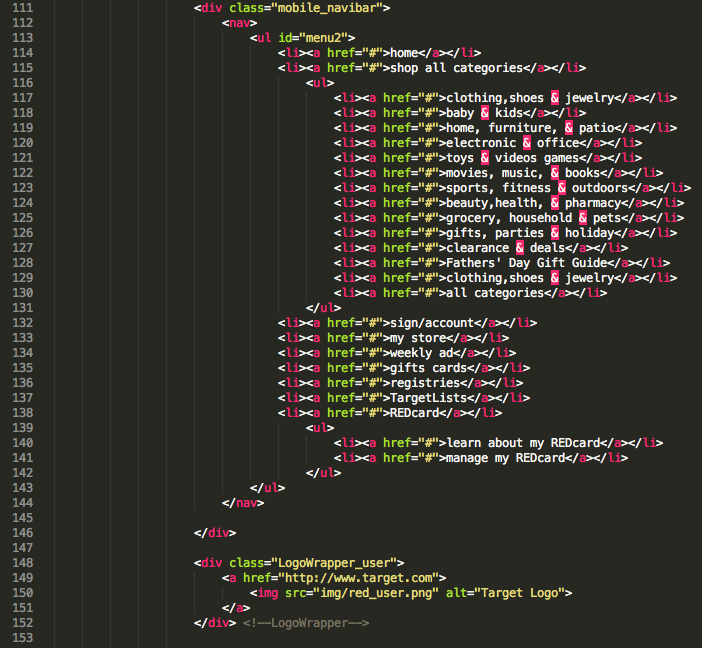 111 <div class="mobile_navibar">
112 <nav>
113 <ul id="menu2">
114 <li><a href="#">home</a></li>
115 <li><a href="#">shop all categories</a></li>
116 <ul>
117 <li><a href="#">clothing,shoes & jewelry</a></li>
118 <li><a href="#">baby & kids</a></li>
119 <li><a href="#">home, furniture, & patio</a></li>
120 <li><a href="#">electronic & office</a></li>
121 <li><a href="#">toys & videos games</a></li>
122 <li><a href="#">movies, music, & books</a></li>
123 <li><a href="#">sports, fitness & outdoors</a></li>
124 <li><a href="#">beauty,health, & pharmacy</a></li>
125 <li><a href="#">grocery, household & pets</a></li>
126 <li><a href="#">gifts, parties & holiday</a></li>
127 <li><a href="#">clearance & deals</a></li>
128 <li><a href="#">Fathers' Day Gift Guide</a></li>
129 <li><a href="#">clothing,shoes & jewelry</a></li>
130 <li><a href="#">all categories</a></li>
131 </ul>
132 <li><a href="#">sign/account</a></li>
133 <li><a href="#">my store</a></li>
134 <li><a href="#">weekly ad</a></li>
135 <li><a href="#">gifts cards</a></li>
136 <li><a href="#">registries</a></li>
137 <li><a href="#">TargetLists</a></li>
138 <li><a href="#">REDcard</a></li>
139 <ul>
140 <li><a href="#">learn about my REDcard</a></li>
141 <li><a href="#">manage my REDcard</a></li>
142 </ul>
143 </ul>
144 </nav>
145
146 </div>
147
148 <div class="LogoWrapper_user">
149 <a href="http://www.target.com">
150 <img src="img/red_user.png" alt="Target Logo">
151 </a>
152 </div> <!--LogoWrapper-->
153